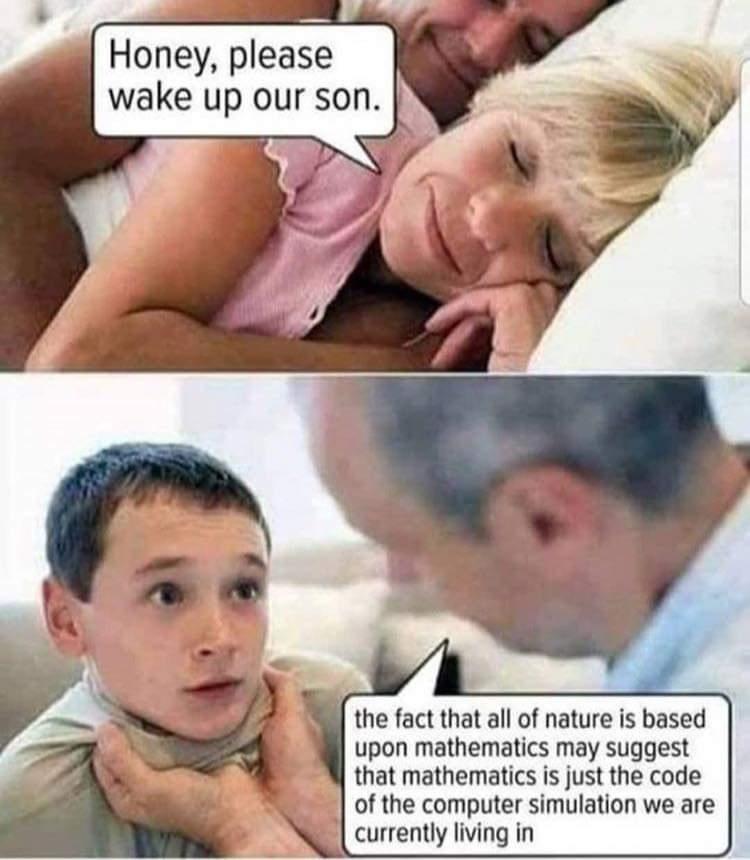 Honey, please
wake up our son.
the fact that all of nature is based
upon mathematics may suggest
that mathematics is just the code
of the computer simulation we are
currently living in